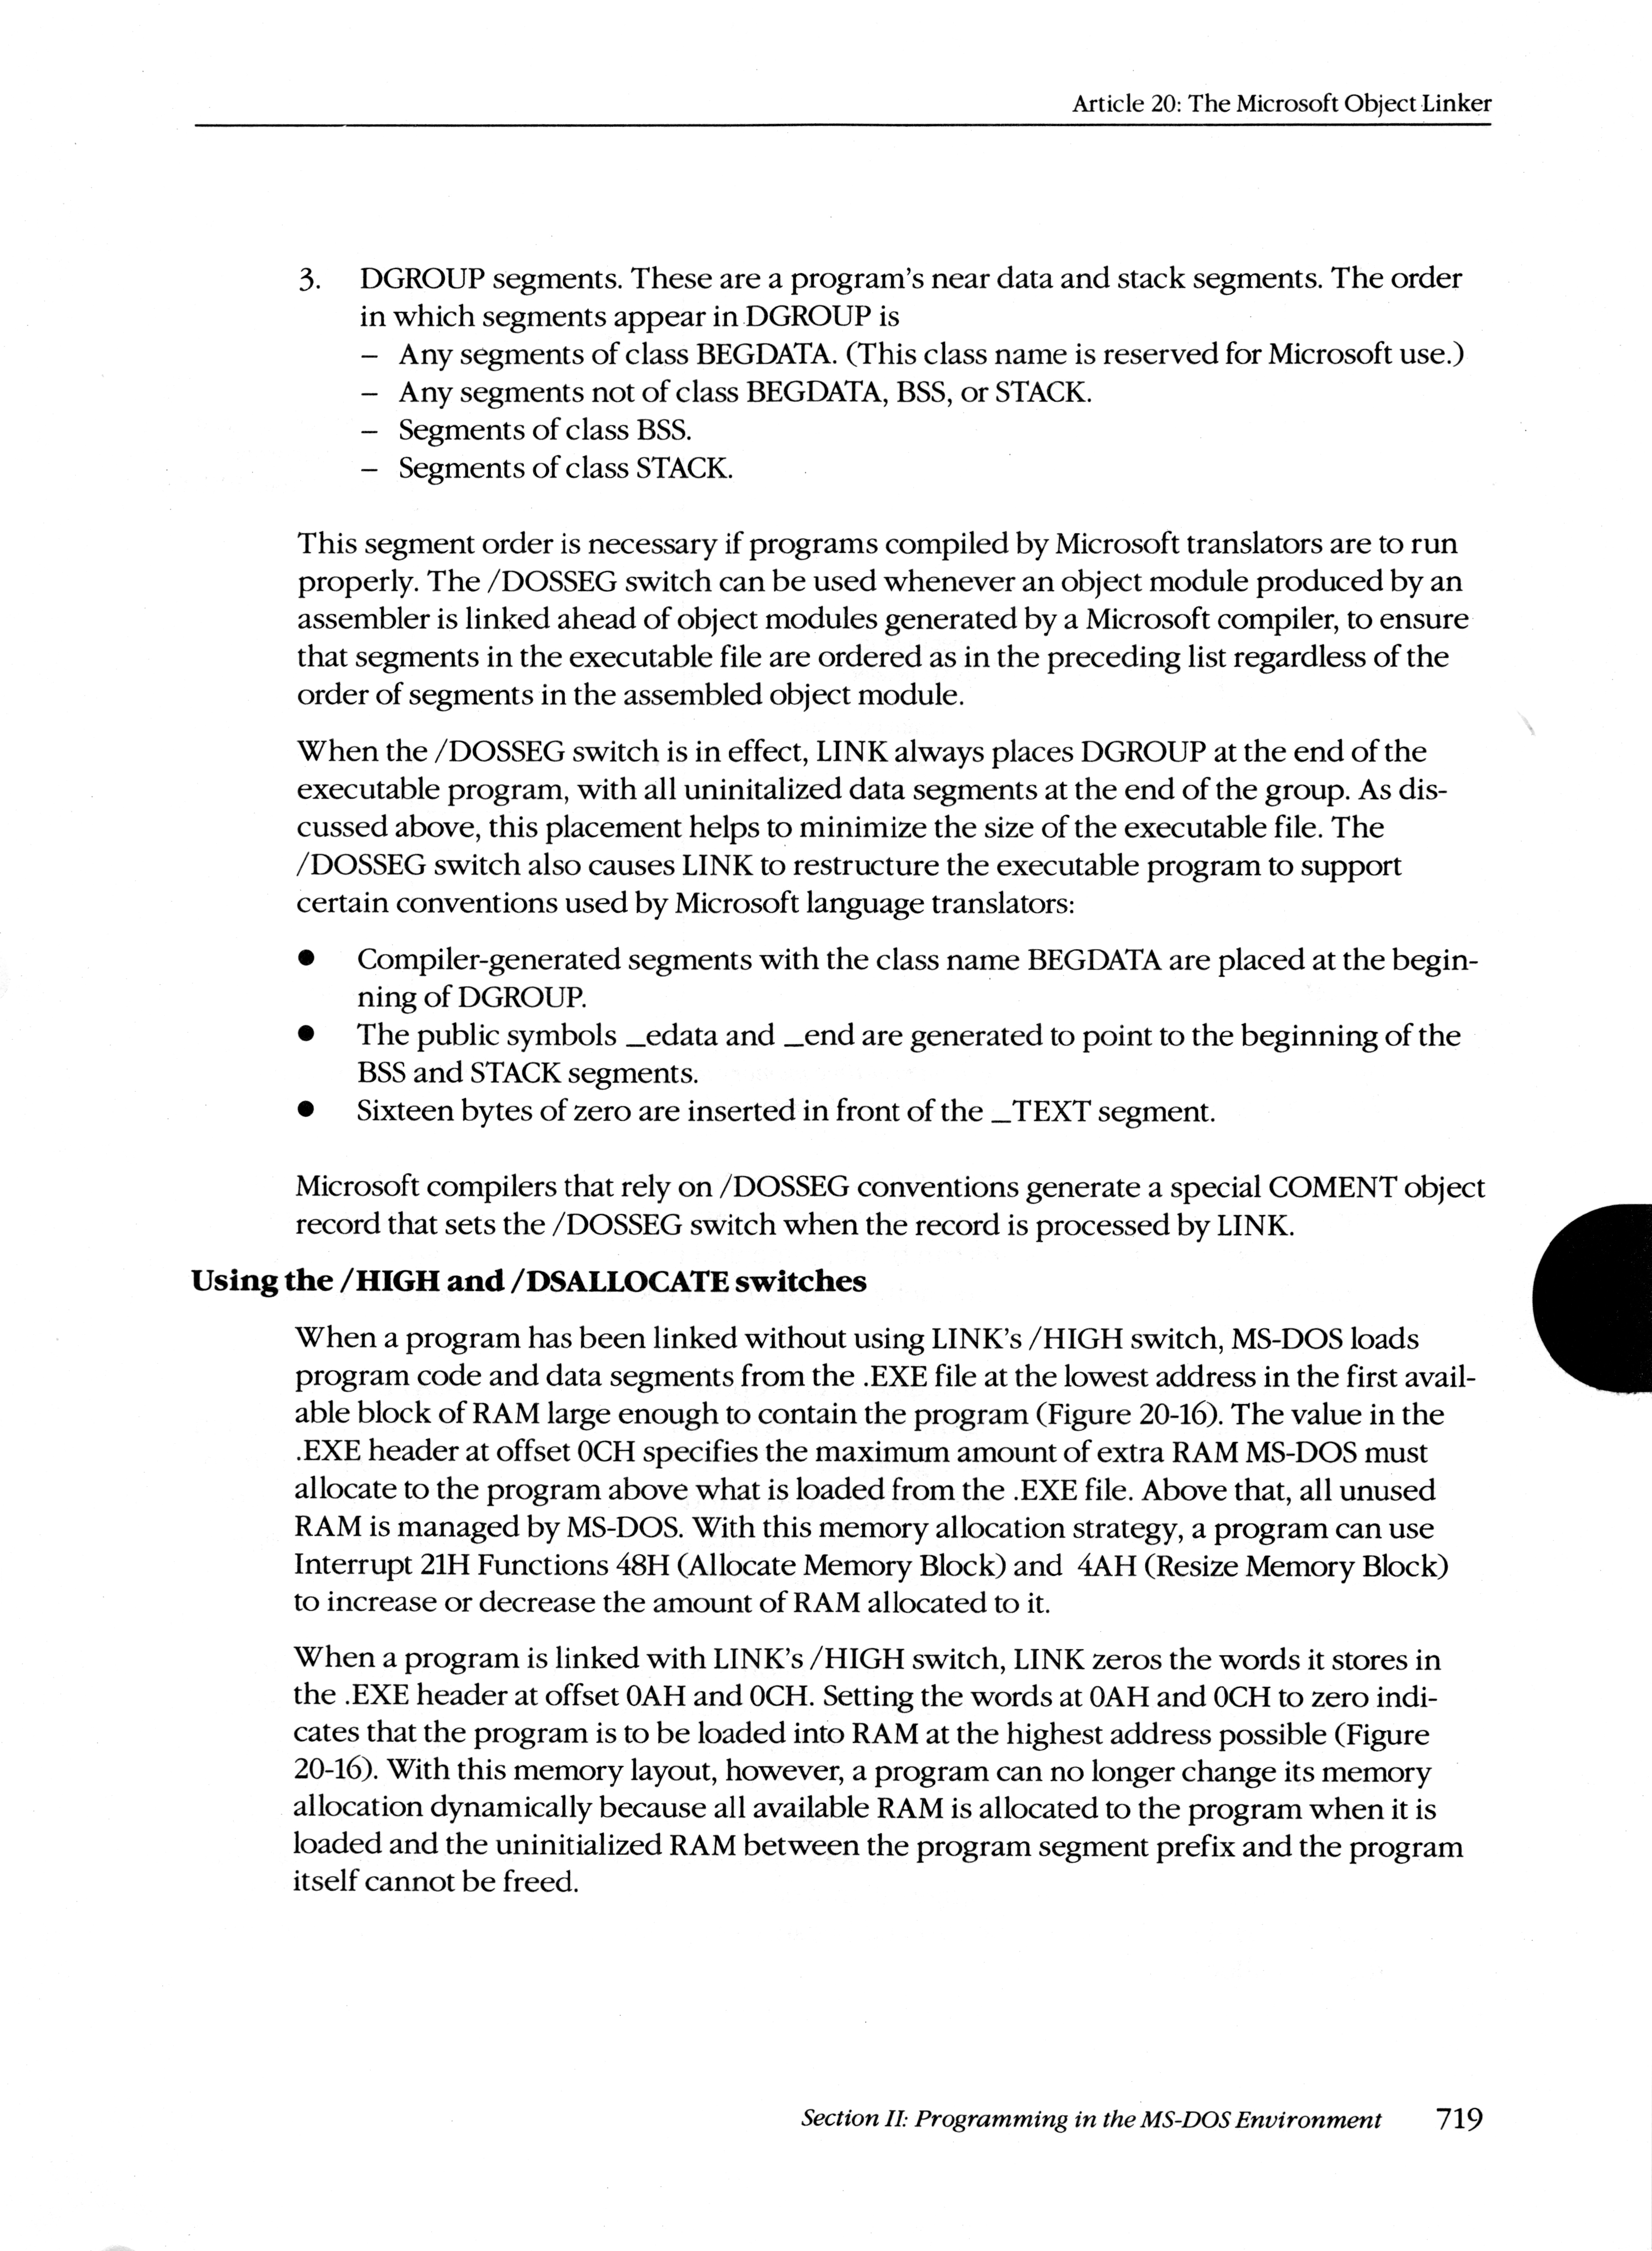 Article 20: The Microsoft Object Linker
3. DGROUP segments. These are a program's near data and stack segments. The order
in which segments appear in DGROUP is
– Any segments of class BEGDATA. (This class name is reserved for Microsoft use.)
– Any segments not of class BEGDATA, BSS, or STACK.
– Segments of class BSS.
– Segments of class STACK.
This segment order is necessary if programs compiled by Microsoft translators are to run
properly. The /DOSSEG switch can be used whenever an object module produced by an
assembler is linked ahead of object modules generated by a Microsoft compiler, to ensure
that segments in the executable file are ordered as in the preceding list regardless of the
order of segments in the assembled object module.
When the /DOSSEG switch is in effect, LINK always places DGROUP at the end of the
executable program, with all uninitalized data segments at the end of the group. As dis-
cussed above, this placement helps to minimize the size of the executable file. The
/DOSSEG switch also causes LINK to restructure the executable program to support
certain conventions used by Microsoft language translators:
● Compiler-generated segments with the class name BEGDATA are placed at the begin-
ning of DGROUP.
● The public symbols _edata and _end are generated to point to the beginning of the
BSS and STACK segments.
● Sixteen bytes of zero are inserted in front of the _TEXT segment.
Microsoft compilers that rely on /DOSSEG conventions generate a special COMENT object
record that sets the /DOSSEG switch when the record is processed by LINK.
Using the /HIGH and /DSALLOCATE switches
When a program has been linked without using LINK's /HIGH switch, MS-DOS loads
program code and data segments from the .EXE file at the lowest address in the first avail-
able block of RAM large enough to contain the program (Figure 20-16). The value in the
.EXE header at offset 0CH specifies the maximum amount of extra RAM MS-DOS must
allocate to the program above what is loaded from the .EXE file. Above that, all unused
RAM is managed by MS-DOS. With this memory allocation strategy, a program can use
Interrupt 21H Functions 48H (Allocate Memory Block) and 4AH (Resize Memory Block)
to increase or decrease the amount of RAM allocated to it.
When a program is linked with LINK's /HIGH switch, LINK zeros the words it stores in
the .EXE header at offset 0AH and 0CH. Setting the words at 0AH and 0CH to zero indi-
cates that the program is to be loaded into RAM at the highest address possible (Figure
20-16). With this memory layout, however, a program can no longer change its memory
allocation dynamically because all available RAM is allocated to the program when it is
loaded and the uninitialized RAM between the program segment prefix and the program
itself cannot be freed.
Section II: Programming in the MS-DOS Environment 719